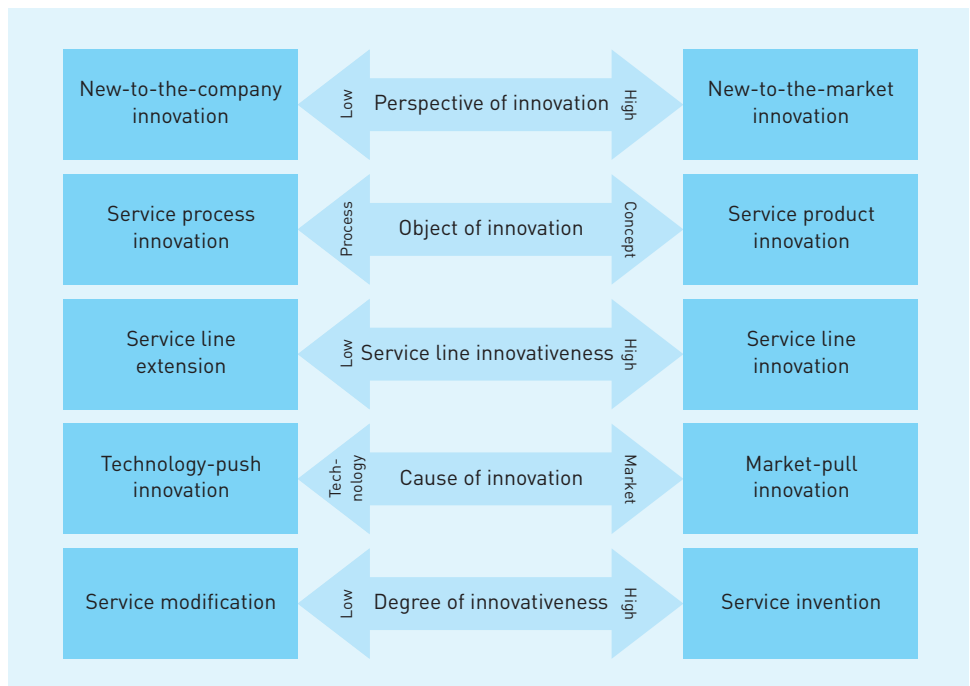 New-to-the-company
innovation
Low
Perspective of innovation
High
New-to-the-market
innovation
Service process
innovation
Process
Object of innovation
Concept
Service product
innovation
Service line
extension
Low
Service line innovativeness
High
Service line
innovation
Technology-push
innovation
Tech-
nology
Cause of innovation
Market
Market-pull
innovation
Service modification
Low
Degree of innovativeness
High
Service invention